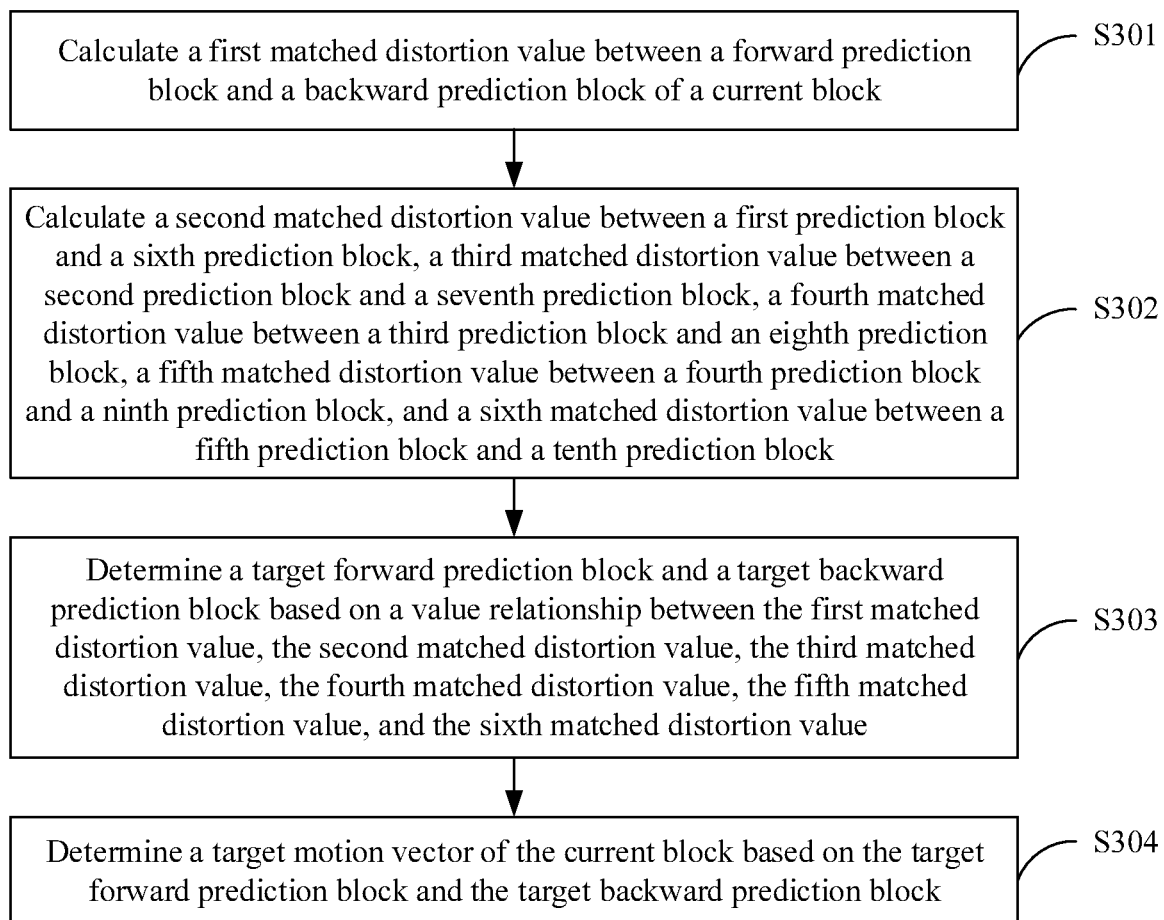 Calculate a first matched distortion value between a forward prediction
block and a backward prediction block of a current block
S301
Calculate a second matched distortion value between a first prediction block
and a sixth prediction block, a third matched distortion value between a
second prediction block and a seventh prediction block, a fourth matched
distortion value between a third prediction block and an eighth prediction
block, a fifth matched distortion value between a fourth prediction block
and a ninth prediction block, and a sixth matched distortion value between a
fifth prediction block and a tenth prediction block
S302
Determine a target forward prediction block and a target backward
prediction block based on a value relationship between the first matched
distortion value, the second matched distortion value, the third matched
distortion value, the fourth matched distortion value, the fifth matched
distortion value, and the sixth matched distortion value
S303
Determine a target motion vector of the current block based on the target
forward prediction block and the target backward prediction block
S304